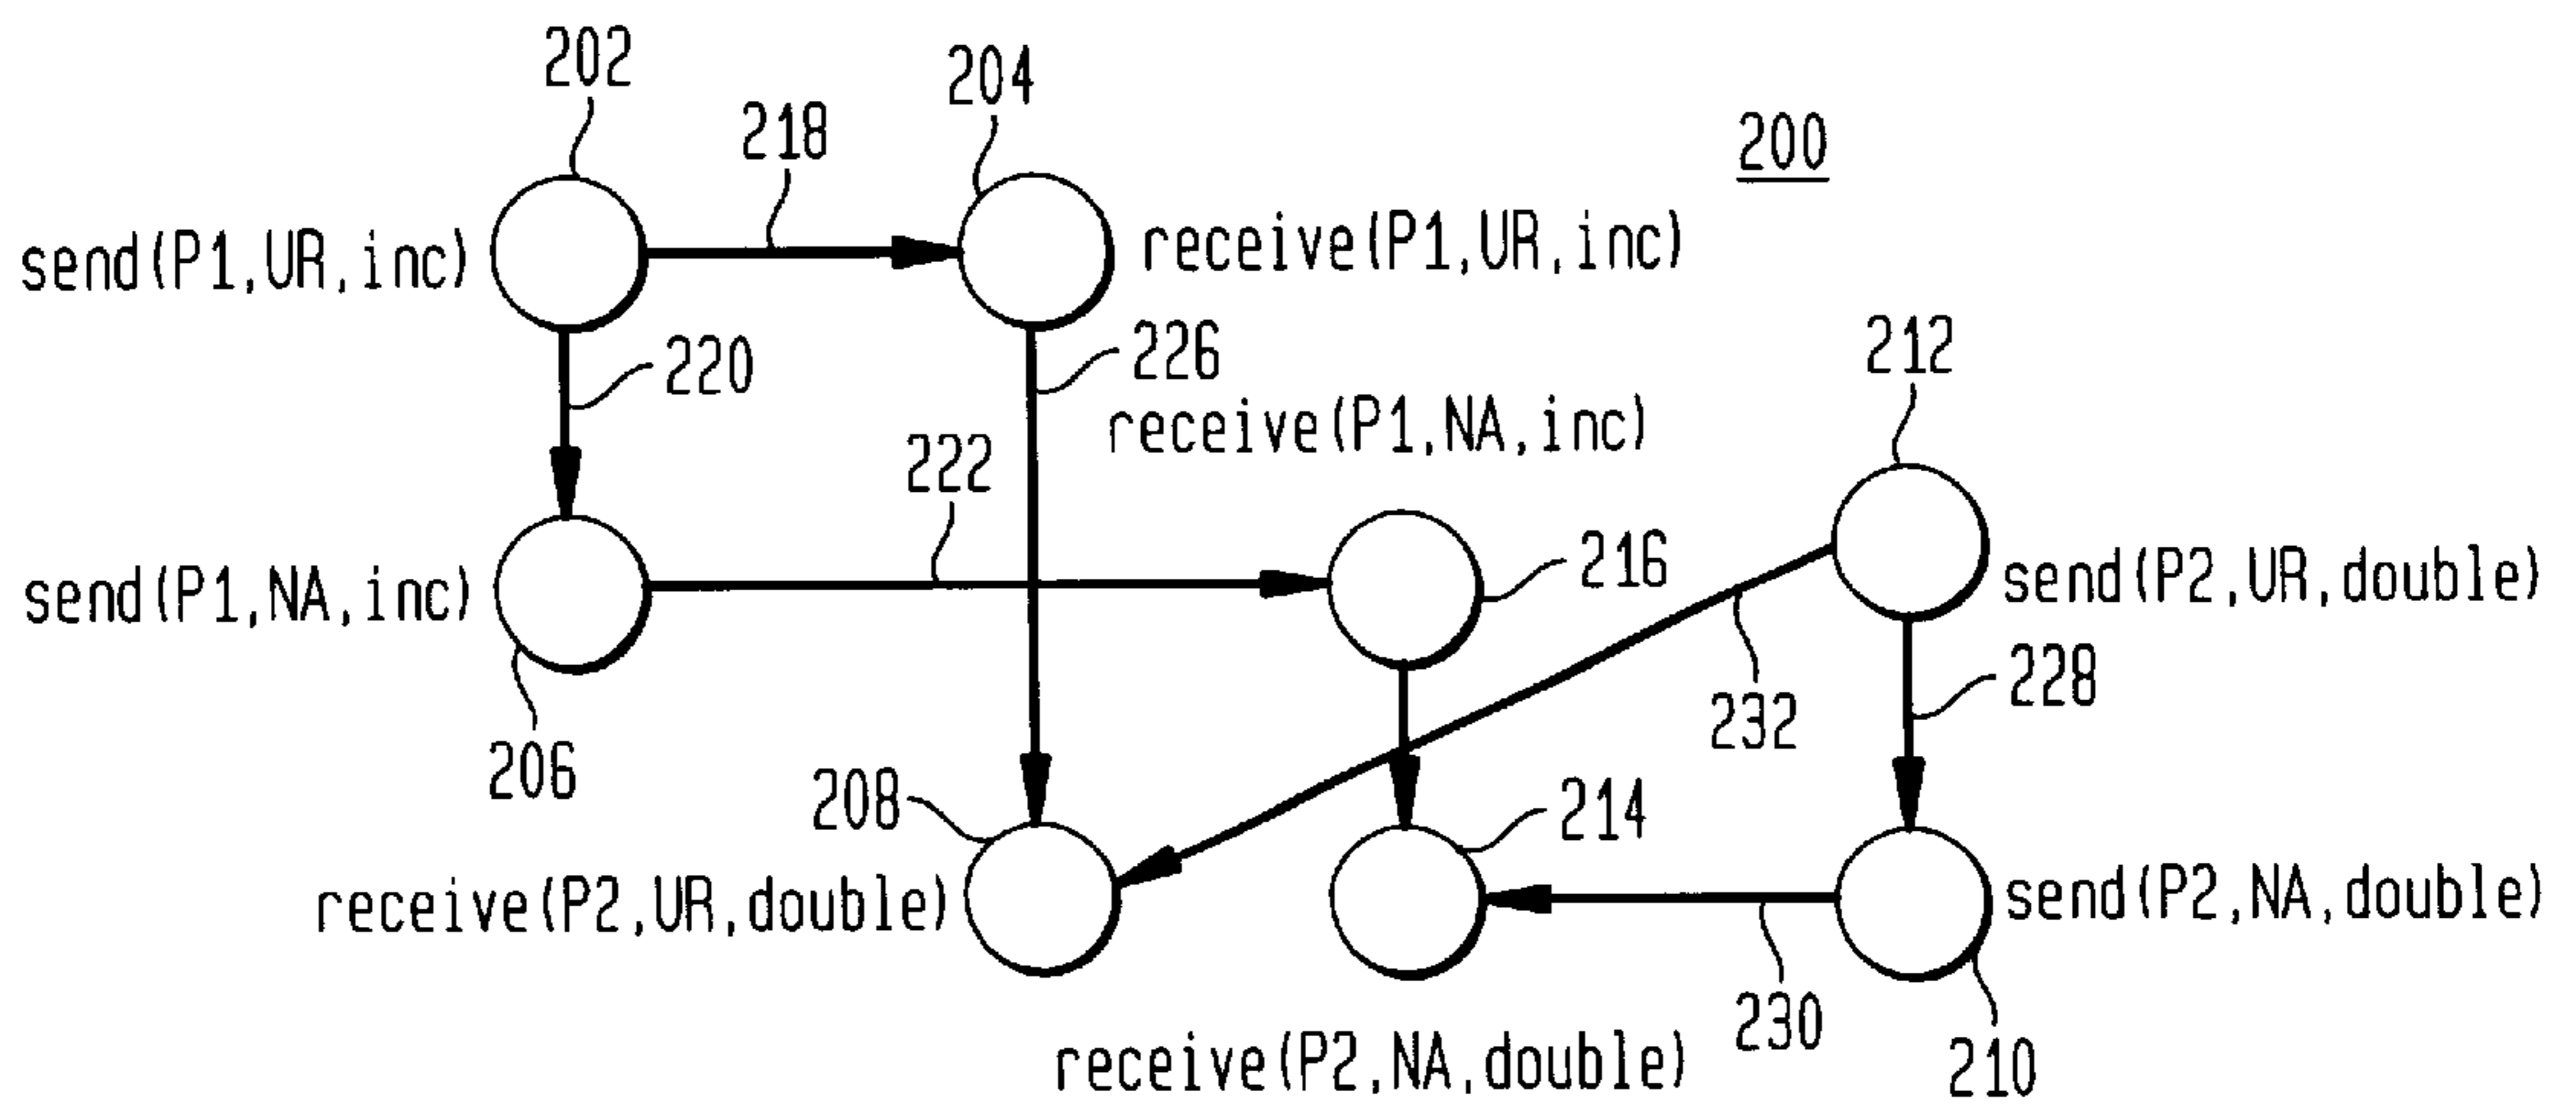 202
204
218
200
send(P1,UR,inc)
receive(P1,UR,inc)
212
220
226
receive(P1,NA,inc)
222
216
send(P2,UR,double)
send(P1,NA,inc)
232
228
206
208
214
receive(P2,UR,double)
send(P2,NA,double)
230
receive(P2,NA,double)
210